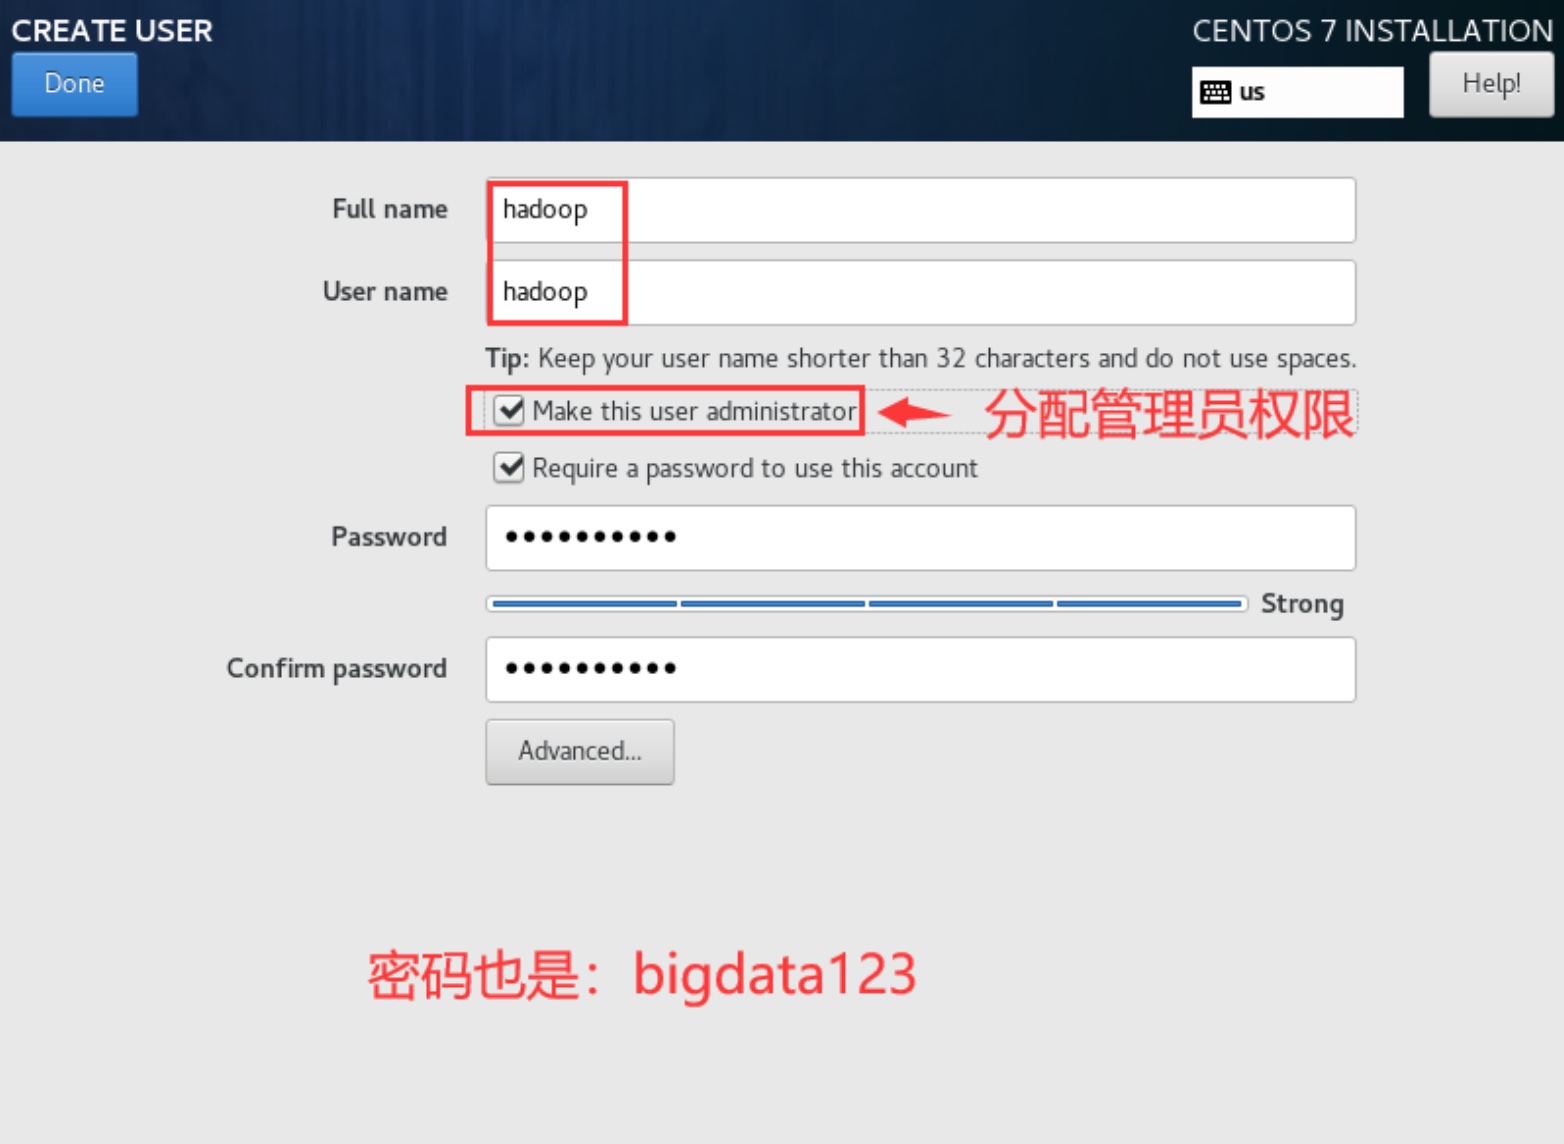 CREATE USER
CENTOS 7 INSTALLATION
Done
us
Help!
Full name
hadoop
User name
hadoop
Tip: Keep your user name shorter than 32 characters and do not use spaces.
Make this user administrator
分配管理员权限
Require a password to use this account
Password
••••••••••
Strong
Confirm password
••••••••••
Advanced...
密码也是：bigdata123